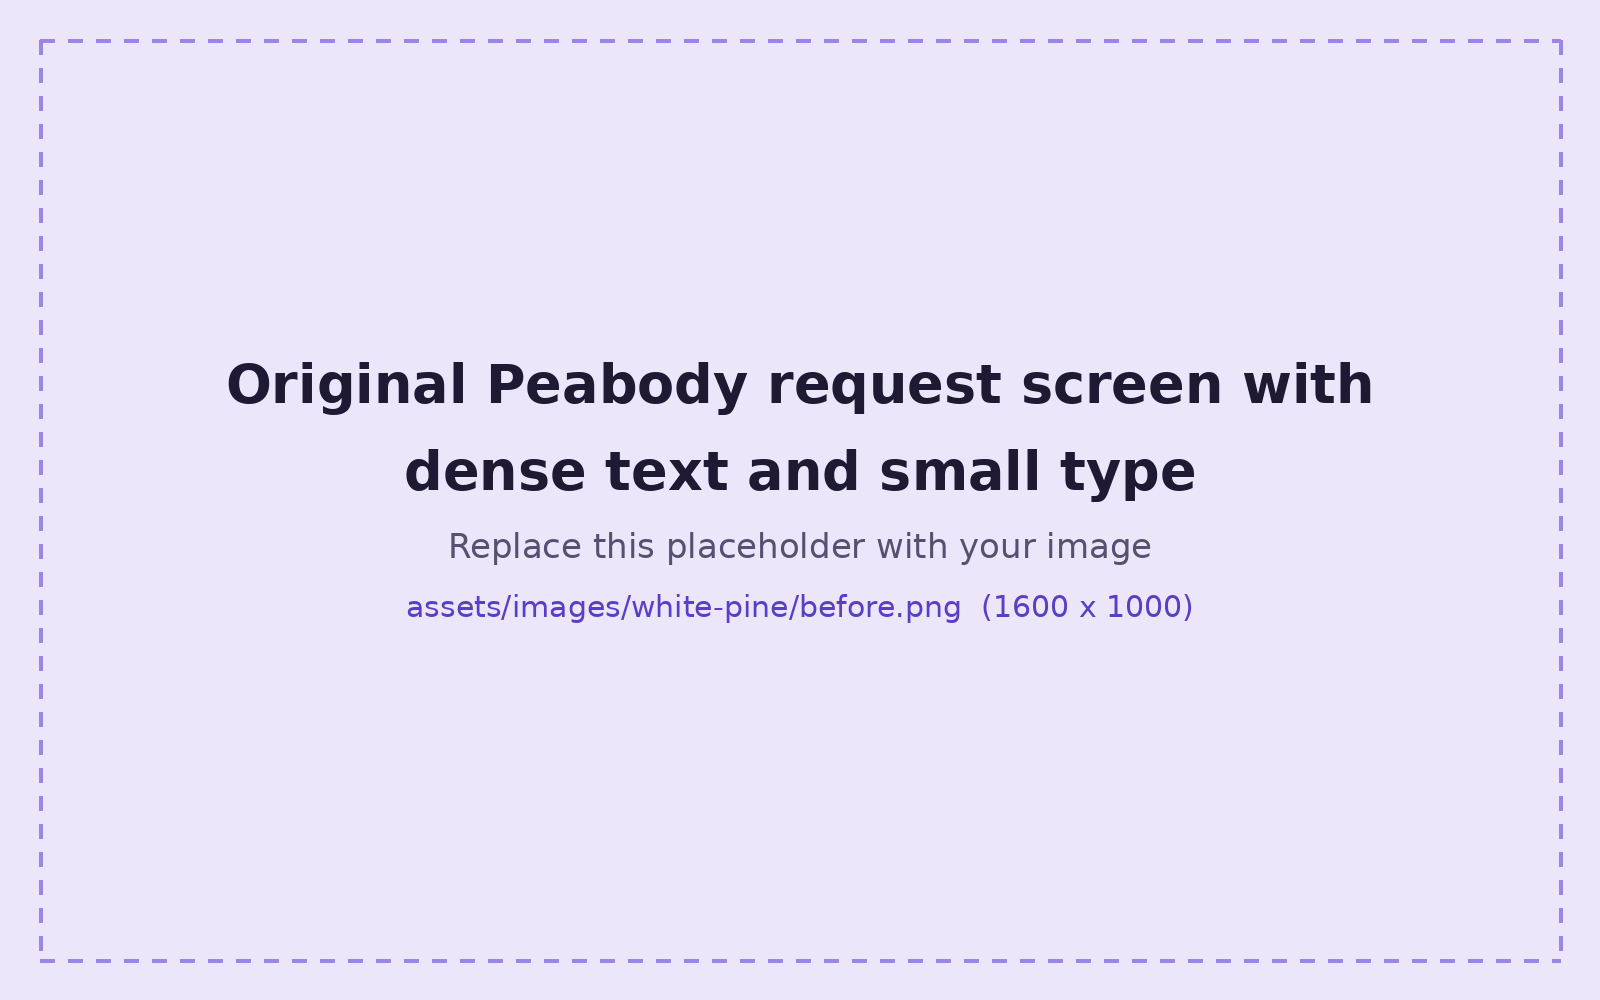 Original Peabody request screen with
dense text and small type
Replace this placeholder with your image
assets/images/white-pine/before.png (1600 x 1000)